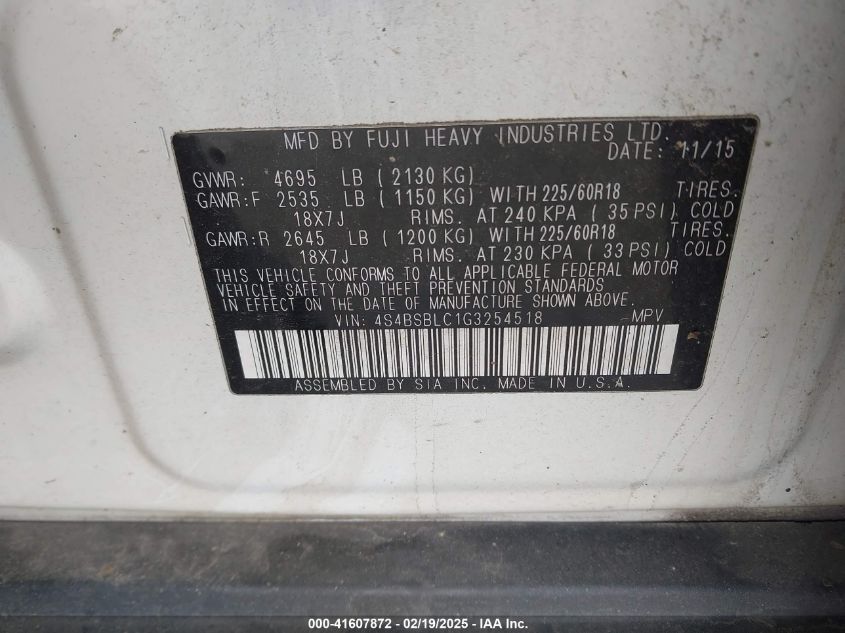 MFD BY FUJI HEAVY INDUSTRIES LTD.
DATE: 11/15
GVWR: 4695 LB ( 2130 KG)
GAWR:F 2535 LB ( 1150 KG) WITH 225/60R18 TIRES.
18X7J RIMS. AT 240 KPA ( 35 PSI) COLD
GAWR:R 2645 LB ( 1200 KG) WITH 225/60R18 TIRES.
18X7J RIMS. AT 230 KPA ( 33 PSI) COLD
THIS VEHICLE CONFORMS TO ALL APPLICABLE FEDERAL MOTOR
VEHICLE SAFETY AND THEFT PREVENTION STANDARDS
IN EFFECT ON THE DATE OF MANUFACTURE SHOWN ABOVE.
VIN: 4S4BSBLC1G3254518 -MPV
ASSEMBLED BY SIA INC. MADE IN U.S.A.
000-41607872 - 02/19/2025 - IAA Inc.